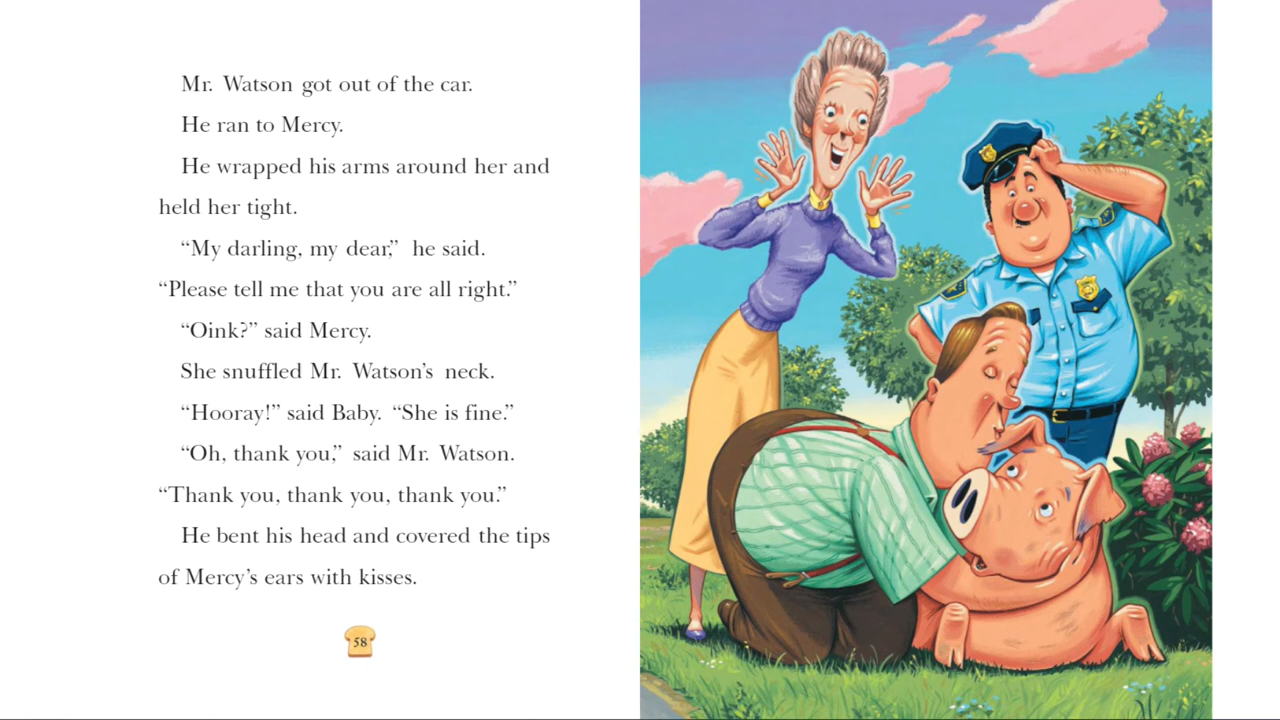 Mr. Watson got out of the car.
He ran to Mercy.
He wrapped his arms around her and
held her tight.
“My darling, my dear,” he said.
“Please tell me that you are all right.”
“Oink?” said Mercy.
She snuffled Mr. Watson’s neck.
“Hooray!” said Baby. “She is fine.”
“Oh, thank you,” said Mr. Watson.
“Thank you, thank you, thank you.”
He bent his head and covered the tips
of Mercy’s ears with kisses.
58